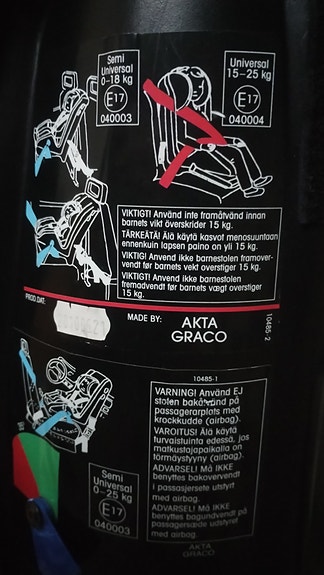 Semi
Universal
0-18 kg
E17
040003
Universal
15-25 kg
E17
040004
VIKTIGT! Använd inte framåtvänd innan
barnets vikt överskrider 15 kg.
TÄRKEÄTÄ! Älä käytä kasvot menosuuntaan
ennenkuin lapsen paino on yli 15 kg.
VIKTIG! Anvend ikke barnestolen framover-
vendt før barnets vekt overstiger 15 kg.
VIGTIGT! Anvend ikke barnestolen
fremadvendt før barnets vægt overstiger
15 kg.
PROD.DAT:
MADE BY:
AKTA
GRACO
10485-2
10485-1
VARNING! Använd EJ
stolen bakåtvänd på
passagerarplats med
krockkudde (airbag).
VAROITUS! Älä käytä
turvaistuinta edessä, jos
matkustajapaikalla on
törmäystyyny (airbag).
ADVARSEL! Må IKKE
benyttes bakovervendt
i passasjersete utstyrt
med airbag.
ADVARSEL! Må IKKE
benyttes bagundvendt på
passagersæde udstyret
med airbag.
Semi
Universal
0-25 kg
E17
040003
AKTA
GRACO